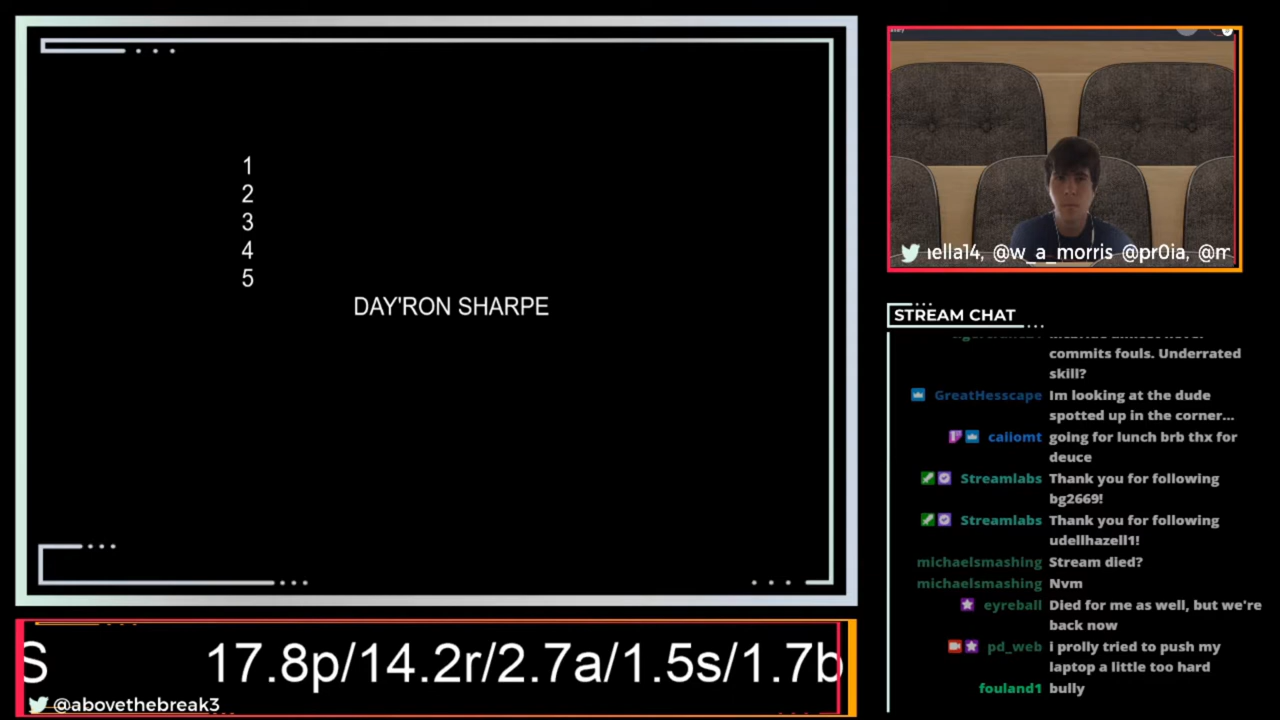 1
2
3
4
5
DAY'RON SHARPE
S 17.8p/14.2r/2.7a/1.5s/1.7b
@abovethebreak3
@w_a_morris @pr0ia,
STREAM CHAT
commits fouls. Underrated
skill?
GreatHesscape Im looking at the dude
spotted up in the corner...
caliomt going for lunch brb thx for
deuce
Streamlabs Thank you for following
bg2669!
Streamlabs Thank you for following
udellhazell1!
michaelsmashing Stream died?
michaelsmashing Nvm
eyreball Died for me as well, but we're
back now
pd_web i prolly tried to push my
laptop a little too hard
fouland1 bully